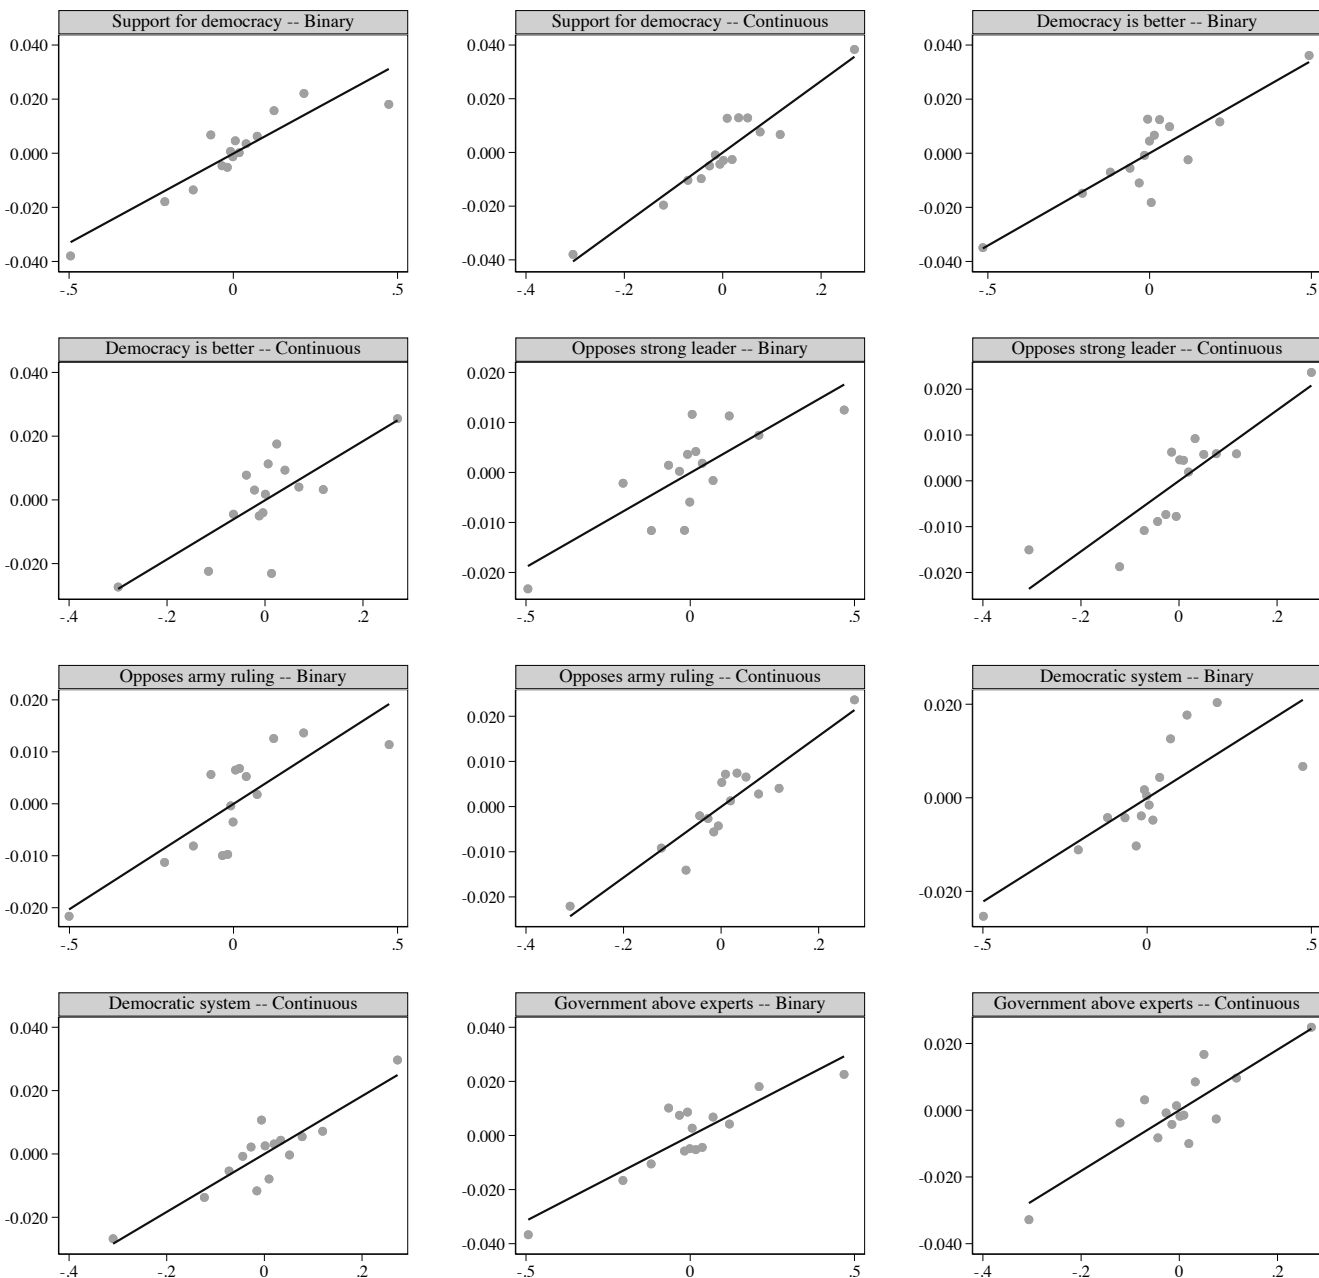 Support for democracy -- Binary
0.040
0.020
0.000
-0.020
-0.040
-.5 0 .5
Support for democracy -- Continuous
0.040
0.020
0.000
-0.020
-0.040
-.4 -.2 0 .2
Democracy is better -- Binary
0.040
0.020
0.000
-0.020
-0.040
-.5 0 .5
Democracy is better -- Continuous
0.040
0.020
0.000
-0.020
-.4 -.2 0 .2
Opposes strong leader -- Binary
0.020
0.010
0.000
-0.010
-0.020
-.5 0 .5
Opposes strong leader -- Continuous
0.020
0.010
0.000
-0.010
-0.020
-.4 -.2 0 .2
Opposes army ruling -- Binary
0.020
0.010
0.000
-0.010
-0.020
-.5 0 .5
Opposes army ruling -- Continuous
0.020
0.010
0.000
-0.010
-0.020
-.4 -.2 0 .2
Democratic system -- Binary
0.020
0.000
-0.020
-.5 0 .5
Democratic system -- Continuous
0.040
0.020
0.000
-0.020
-.4 -.2 0 .2
Government above experts -- Binary
0.040
0.020
0.000
-0.020
-0.040
-.5 0 .5
Government above experts -- Continuous
0.020
0.000
-0.020
-0.040
-.4 -.2 0 .2